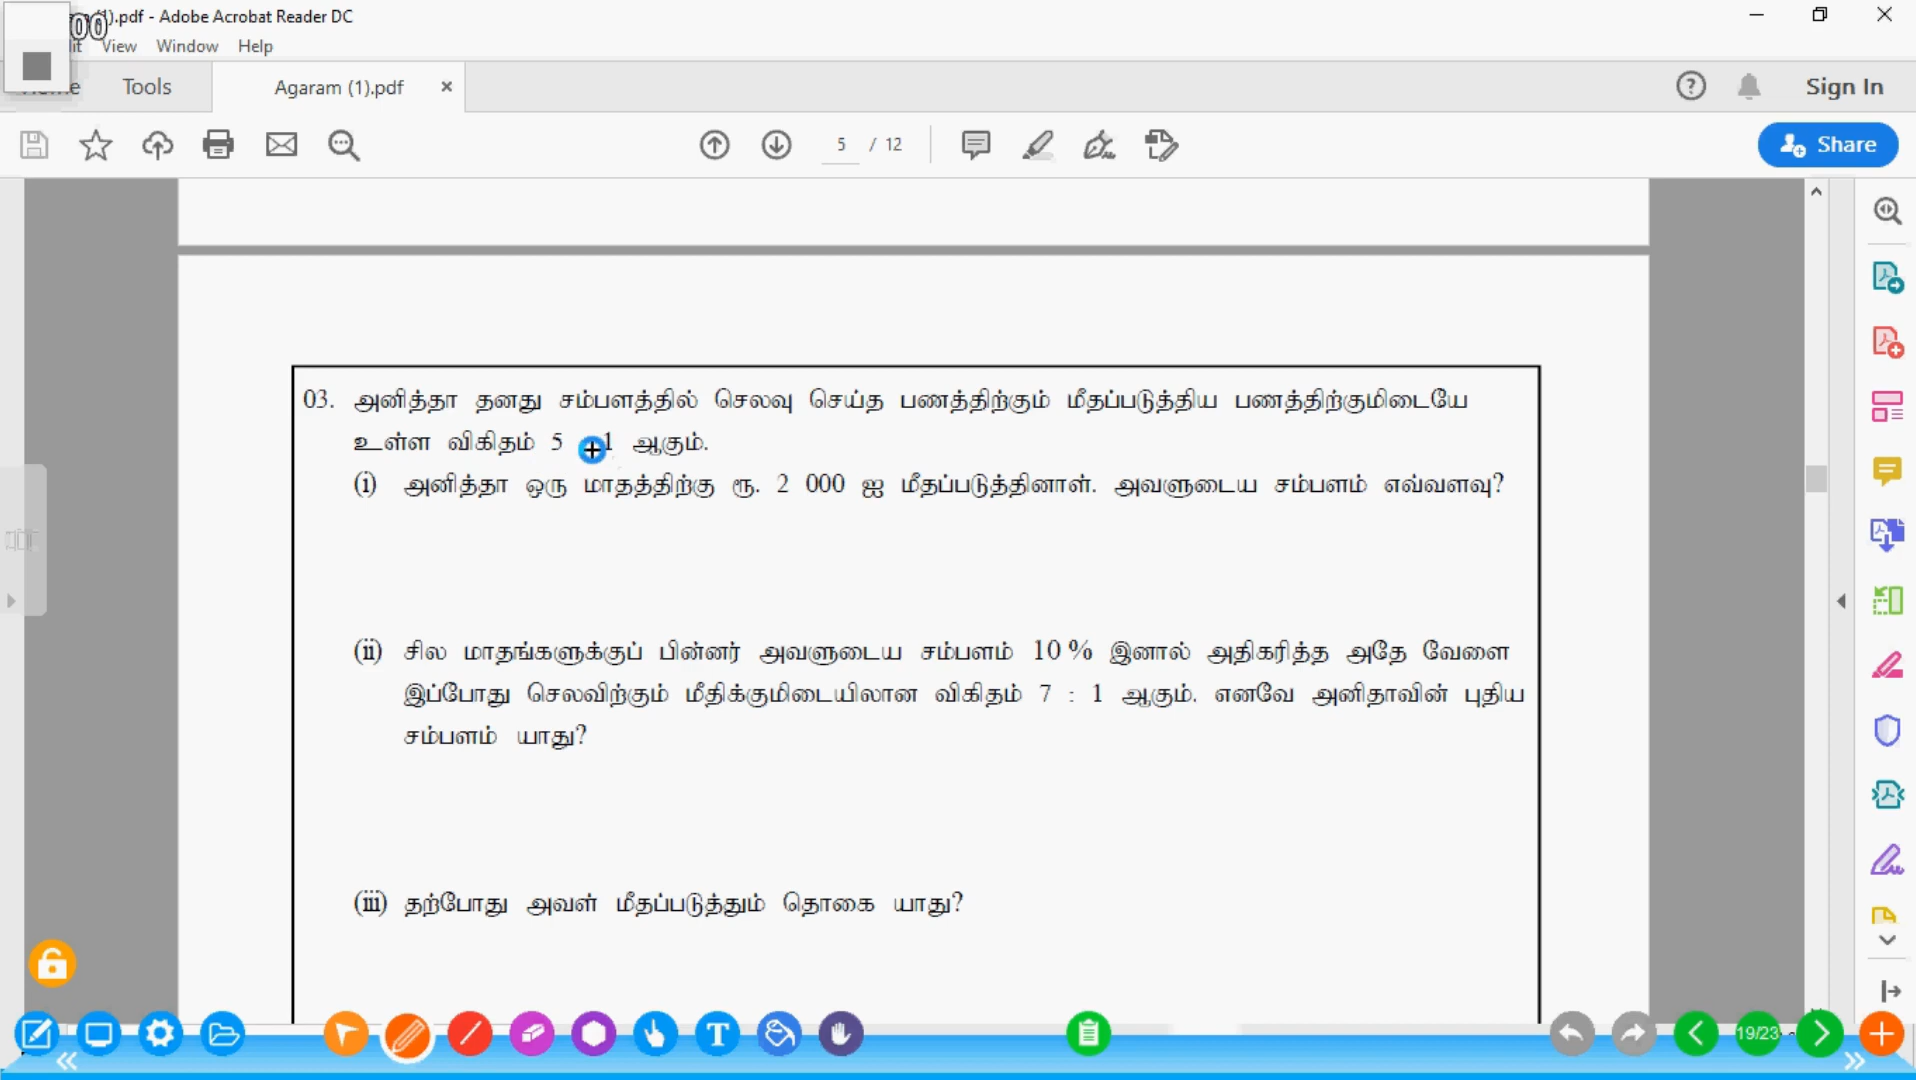 ).pdf - Adobe Acrobat Reader DC
00
View Window Help
Tools Agaram (1).pdf × Sign In
5 / 12 Share
03. அனித்தா தனது சம்பளத்தில் செலவு செய்த பணத்திற்கும் மீதப்படுத்திய பணத்திற்குமிடையே
உள்ள விகிதம் 5 1 ஆகும்.
(i) அனித்தா ஒரு மாதத்திற்கு ரூ. 2 000 ஐ மீதப்படுத்தினாள். அவளுடைய சம்பளம் எவ்வளவு?
(ii) சில மாதங்களுக்குப் பின்னர் அவளுடைய சம்பளம் 10 % இனால் அதிகரித்த அதே வேளை
இப்போது செலவிற்கும் மீதிக்குமிடையிலான விகிதம் 7 : 1 ஆகும். எனவே அனிதாவின் புதிய
சம்பளம் யாது?
(iii) தற்போது அவள் மீதப்படுத்தும் தொகை யாது?
T 19/23